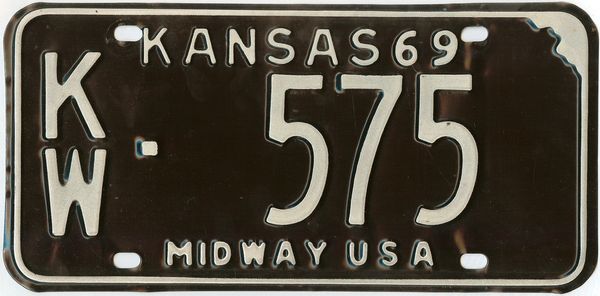 KANSAS 69
KW - 575
MIDWAY USA